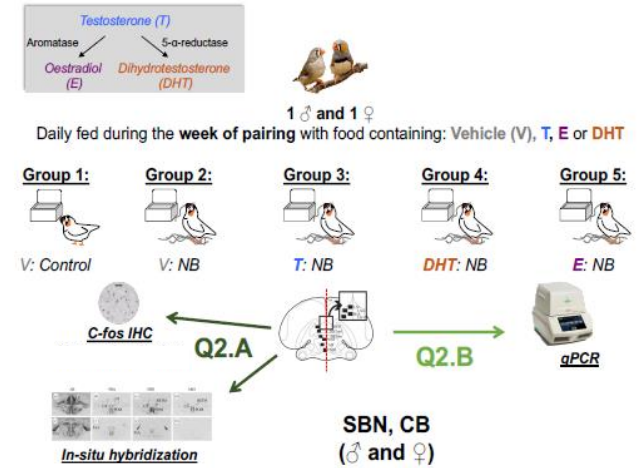 Testosterone (T)
Aromatase
5-α-reductase
Oestradiol
(E)
Dihydrotestosterone
(DHT)
1 ♂ and 1 ♀
Daily fed during the week of pairing with food containing: Vehicle (V), T, E or DHT
Group 1:
Group 2:
Group 3:
Group 4:
Group 5:
V: Control
V: NB
T: NB
DHT: NB
E: NB
C-fos IHC
Q2.A
Q2.B
qPCR
In-situ hybridization
SBN, CB
(♂ and ♀)